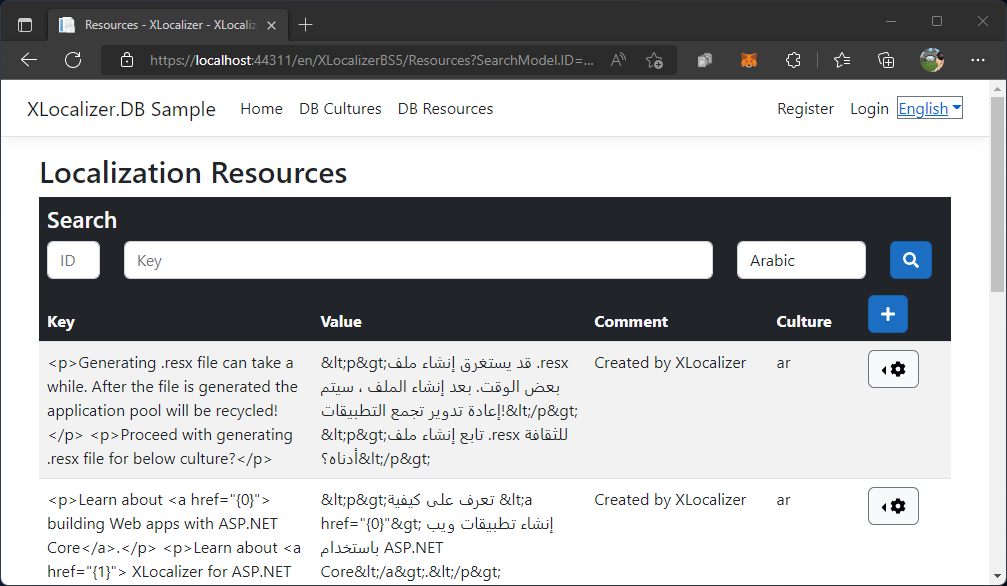 Resources - XLocalizer - XLocaliz
https://localhost:44311/en/XLocalizerBS5/Resources?SearchModel.ID=...
XLocalizer.DB Sample Home DB Cultures DB Resources Register Login English
Localization Resources
Search
ID Key Arabic
Key Value Comment Culture
<p>Generating .resx file can take a
while. After the file is generated the
application pool will be recycled!
</p> <p>Proceed with generating
.resx file for below culture?</p>
&lt;p&gt;قد يستغرق إنشاء ملف .resx
بعض الوقت. بعد إنشاء الملف ، سيتم
إعادة تدوير تجمع التطبيقات!&lt;/p&gt;
&lt;p&gt;تابع إنشاء ملف .resx للثقافة
أدناه؟&lt;/p&gt;
Created by XLocalizer
ar
<p>Learn about <a href="{0}">
building Web apps with ASP.NET
Core</a>.</p> <p>Learn about <a
href="{1}"> XLocalizer for ASP.NET
&lt;p&gt;تعرف على كيفية &lt;a
href="{0}"&gt; إنشاء تطبيقات ويب
باستخدام ASP.NET
Core&lt;/a&gt;.&lt;/p&gt;
Created by XLocalizer
ar